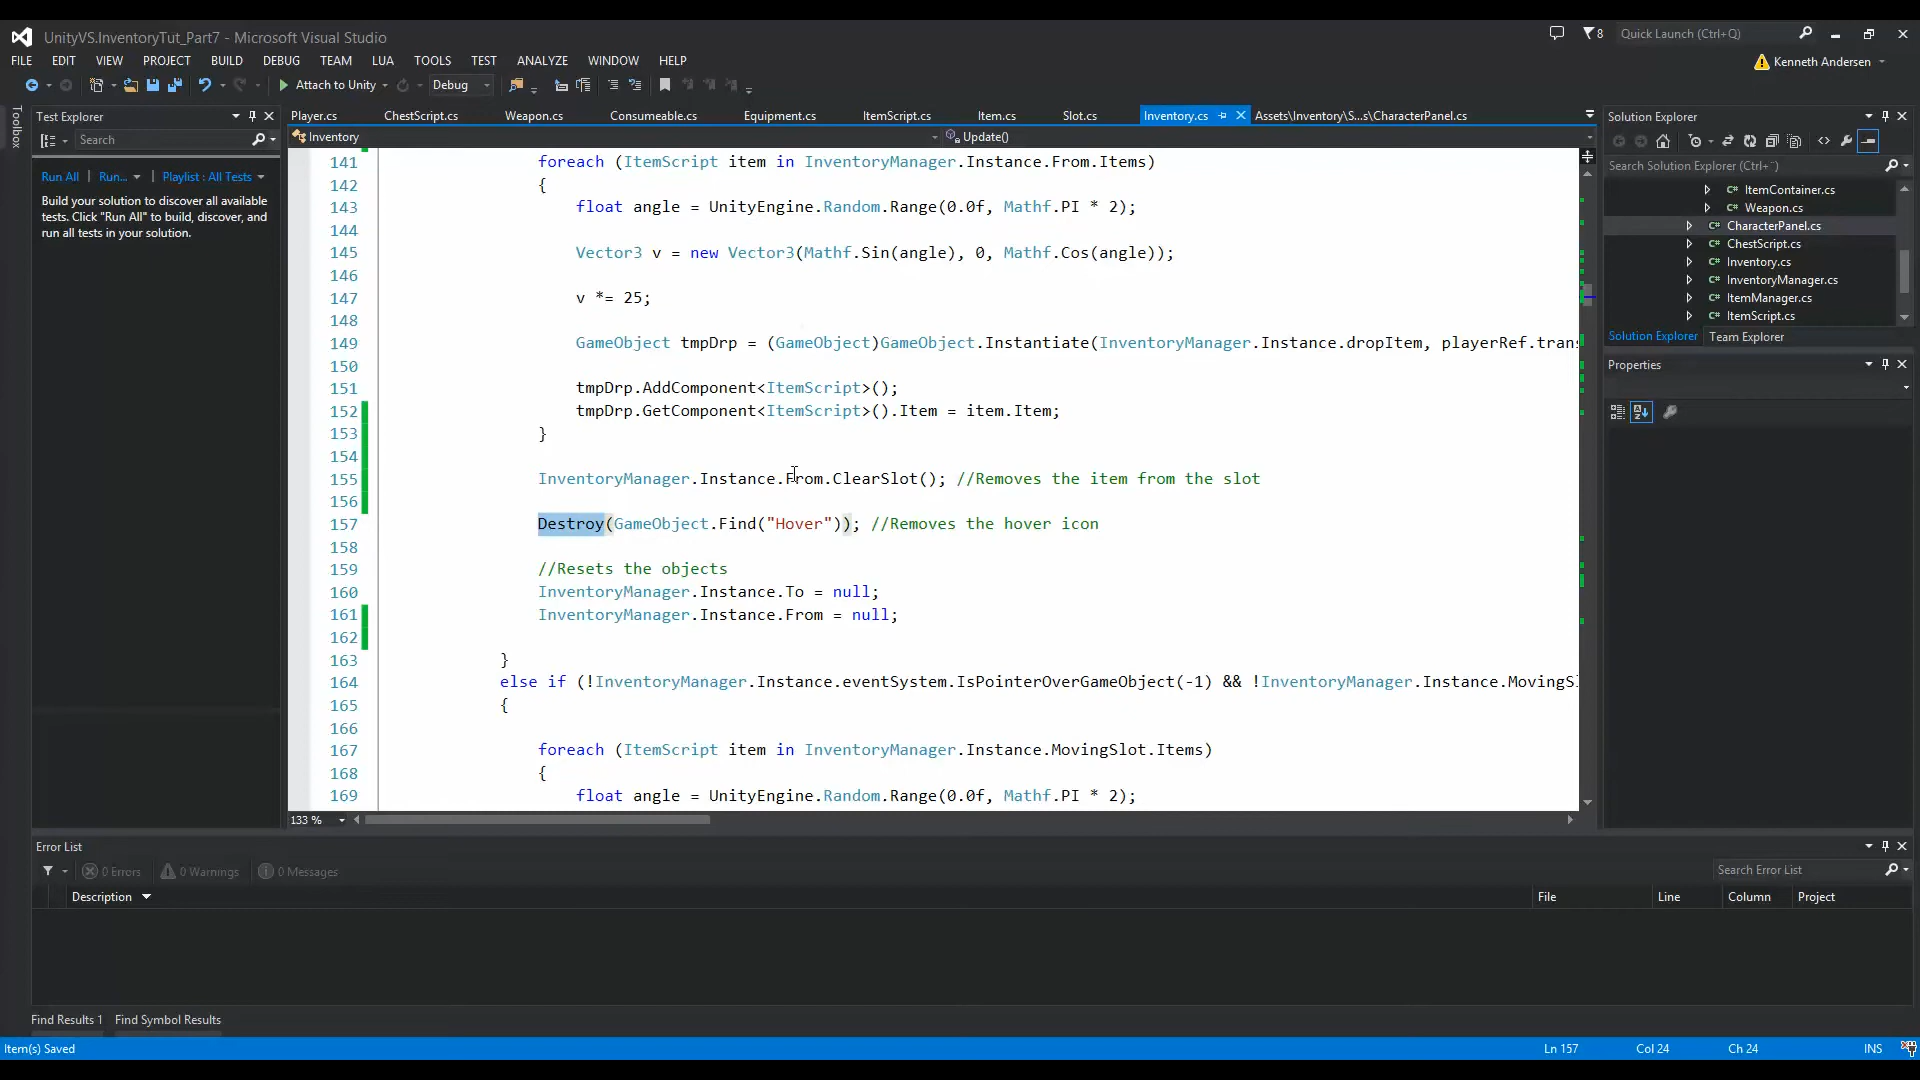 UnityVS.InventoryTut_Part7 - Microsoft Visual Studio
8
Quick Launch (Ctrl+Q)
FILE EDIT VIEW PROJECT BUILD DEBUG TEAM LUA TOOLS TEST ANALYZE WINDOW HELP
Kenneth Andersen
Attach to Unity
Debug
Toolbox
Test Explorer
Search
Run All | Run... | Playlist : All Tests
Build your solution to discover all available
tests. Click "Run All" to build, discover, and
run all tests in your solution.
Player.cs ChestScript.cs Weapon.cs Consumeable.cs Equipment.cs ItemScript.cs Item.cs Slot.cs Inventory.cs Assets\Inventory\S...s\CharacterPanel.cs
Inventory
Update()
141 foreach (ItemScript item in InventoryManager.Instance.From.Items)
142 {
143 float angle = UnityEngine.Random.Range(0.0f, Mathf.PI * 2);
144
145 Vector3 v = new Vector3(Mathf.Sin(angle), 0, Mathf.Cos(angle));
146
147 v *= 25;
148
149 GameObject tmpDrp = (GameObject)GameObject.Instantiate(InventoryManager.Instance.dropItem, playerRef.trans
150
151 tmpDrp.AddComponent<ItemScript>();
152 tmpDrp.GetComponent<ItemScript>().Item = item.Item;
153 }
154
155 InventoryManager.Instance.From.ClearSlot(); //Removes the item from the slot
156
157 Destroy(GameObject.Find("Hover")); //Removes the hover icon
158
159 //Resets the objects
160 InventoryManager.Instance.To = null;
161 InventoryManager.Instance.From = null;
162
163 }
164 else if (!InventoryManager.Instance.eventSystem.IsPointerOverGameObject(-1) && !InventoryManager.Instance.MovingSl
165 {
166
167 foreach (ItemScript item in InventoryManager.Instance.MovingSlot.Items)
168 {
169 float angle = UnityEngine.Random.Range(0.0f, Mathf.PI * 2);
133 %
Solution Explorer
Search Solution Explorer (Ctrl+¨)
C# ItemContainer.cs
C# Weapon.cs
C# CharacterPanel.cs
C# ChestScript.cs
C# Inventory.cs
C# InventoryManager.cs
C# ItemManager.cs
C# ItemScript.cs
Solution Explorer Team Explorer
Properties
Error List
0 Errors 0 Warnings 0 Messages
Search Error List
Description File Line Column Project
Find Results 1 Find Symbol Results
Item(s) Saved Ln 157 Col 24 Ch 24 INS